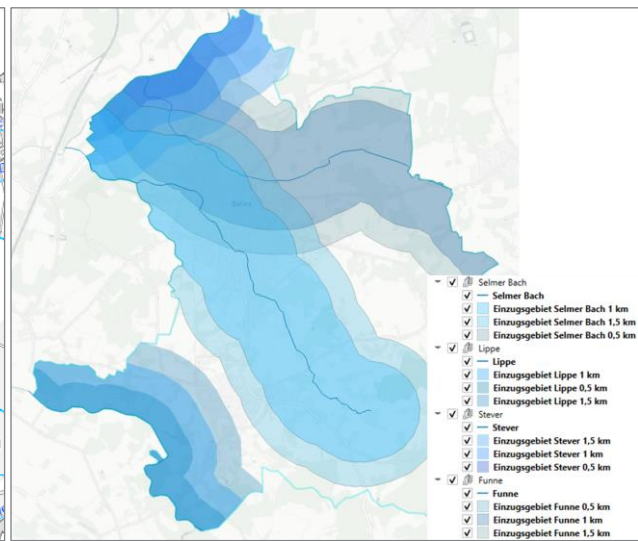 Selm
Selmer Bach
Selmer Bach
Einzugsgebiet Selmer Bach 1 km
Einzugsgebiet Selmer Bach 1,5 km
Einzugsgebiet Selmer Bach 0,5 km
Lippe
Lippe
Einzugsgebiet Lippe 1 km
Einzugsgebiet Lippe 0,5 km
Einzugsgebiet Lippe 1,5 km
Stever
Stever
Einzugsgebiet Stever 1,5 km
Einzugsgebiet Stever 1 km
Einzugsgebiet Stever 0,5 km
Funne
Funne
Einzugsgebiet Funne 0,5 km
Einzugsgebiet Funne 1 km
Einzugsgebiet Funne 1,5 km